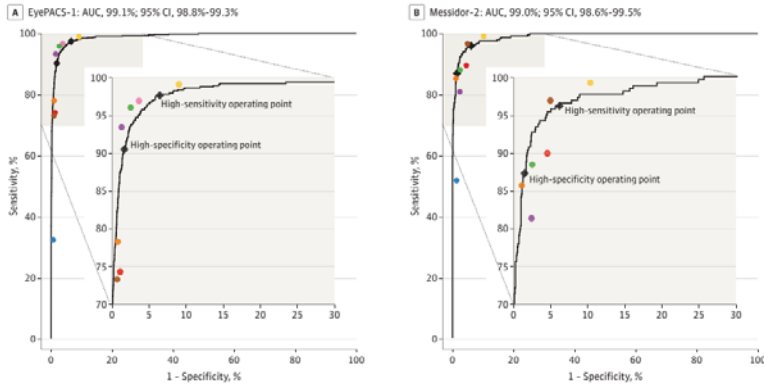 A EyePACS-1: AUC, 99.1%; 95% CI, 98.8%-99.3%
100
80
60
40
20
0
Sensitivity, %
0 20 40 60 80 100
1 – Specificity, %
100
95
90
85
80
75
70
0 5 10 15 20 25 30
High-sensitivity operating point
High-specificity operating point
B Messidor-2: AUC, 99.0%; 95% CI, 98.6%-99.5%
100
80
60
40
20
0
Sensitivity, %
0 20 40 60 80 100
1 – Specificity, %
100
95
90
85
80
75
70
0 5 10 15 20 25 30
High-sensitivity operating point
High-specificity operating point